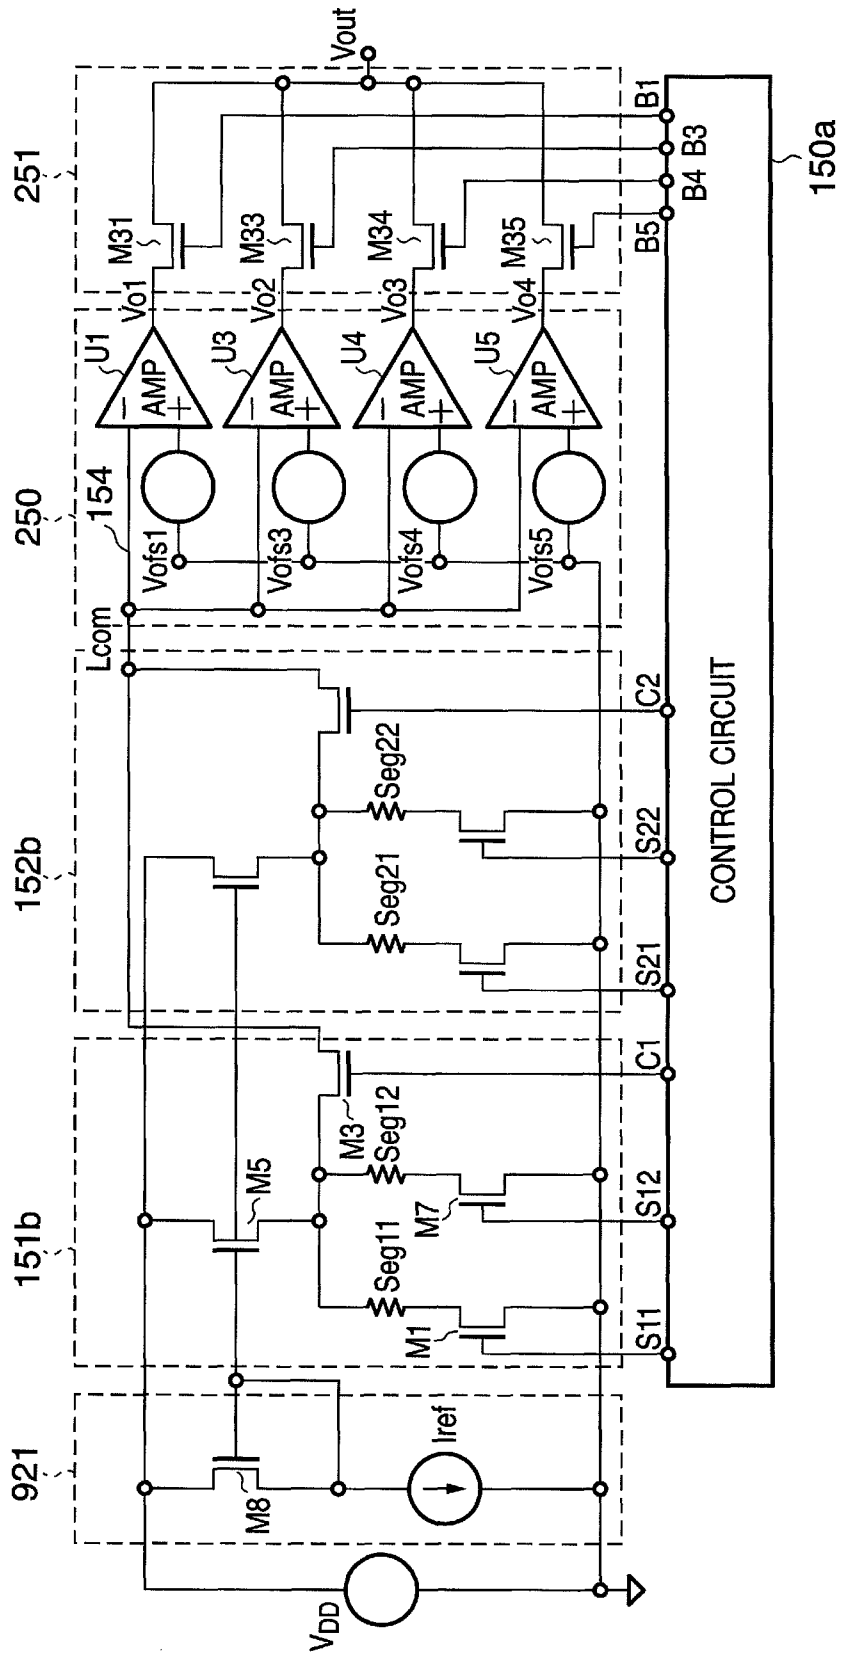 921
151b
152b
250
251
VDD
M8
Iref
M5
M3
Seg11
Seg12
M1
M7
S11
S12
C1
Seg21
Seg22
S21
S22
C2
Lcom
154
Vofs1
Vofs3
Vofs4
Vofs5
U1
AMP
− +
U3
AMP
− +
U4
AMP
− +
U5
AMP
− +
Vo1
Vo2
Vo3
Vo4
M31
M33
M34
M35
Vout
B5
B4
B3
B1
CONTROL CIRCUIT
150a